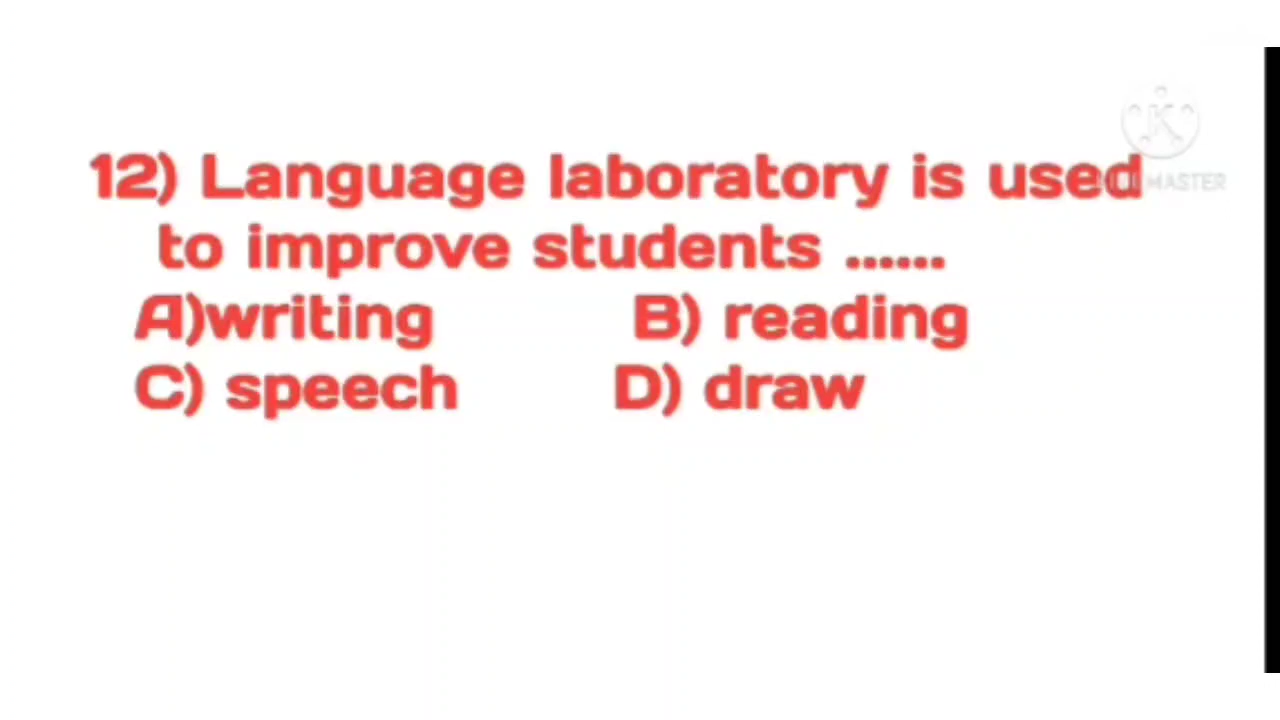 12) Language laboratory is used
to improve students ......
A)writing B) reading
C) speech D) draw